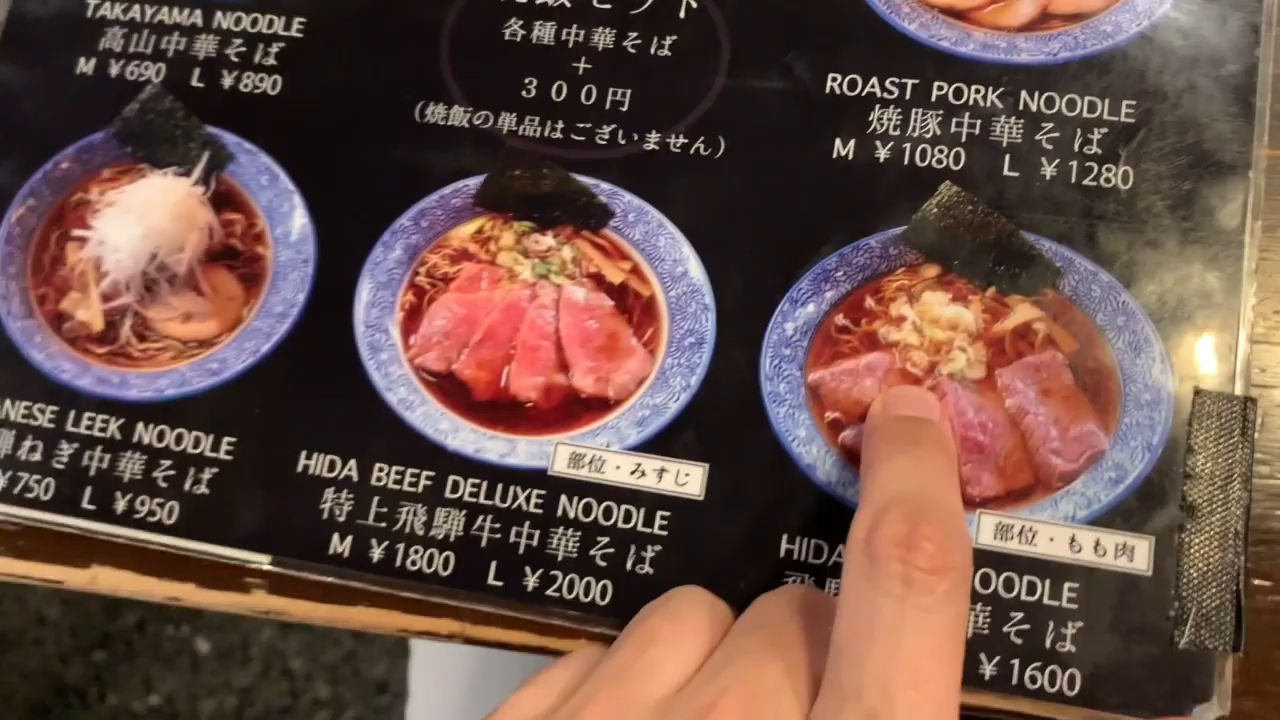 TAKAYAMA NOODLE
高山中華そば
M ¥690 L ¥890
各種中華そば
+
300円
(焼飯の単品はございません)
ROAST PORK NOODLE
焼豚中華そば
M ¥1080 L ¥1280
LEEK NOODLE
ねぎ中華そば
¥750 L ¥950
部位・みすじ
HIDA BEEF DELUXE NOODLE
特上飛騨牛中華そば
M ¥1800 L ¥2000
部位・もも肉
HIDA OODLE
飛 華そば
¥1600